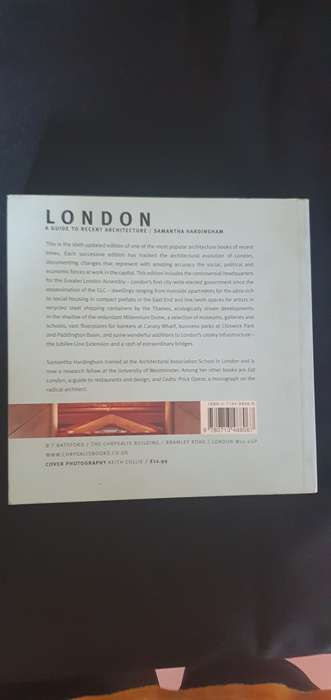 LONDON
A GUIDE TO RECENT ARCHITECTURE / SAMANTHA HARDINGHAM
This is the sixth updated edition of one of the most popular architecture books of recent
times. Each successive edition has tracked the architectural evolution of London,
documenting changes that represent with amazing accuracy the social, political and
economic forces at work in the capital. This edition includes the controversial headquarters
for the Greater London Assembly – London's first city-wide elected government since the
assassination of the GLC – dwellings ranging from riverside apartments for the ultra-rich
to social housing in compact prefabs in the East End and live/work spaces for artists in
recycled steel shipping containers by the Thames, ecologically driven developments
in the shadow of the redundant Millennium Dome, a selection of museums, galleries and
schools, vast floorplates for bankers at Canary Wharf, business parks at Chiswick Park
and Paddington Basin, and some wonderful additions to London's creaky infrastructure –
the Jubilee Line Extension and a rash of extraordinary bridges.
Samantha Hardingham trained at the Architectural Association School in London and is
now a research fellow at the University of Westminster. Among her other books are Eat
London, a guide to restaurants and design, and Cedric Price Opera, a monograph on the
radical architect.
9 780713 488080
B T BATSFORD / THE CHRYSALIS BUILDING / BRAMLEY ROAD / LONDON W10 6SP
WWW.CHRYSALISBOOKS.CO.UK
COVER PHOTOGRAPHY KEITH COLLIE / £12.99